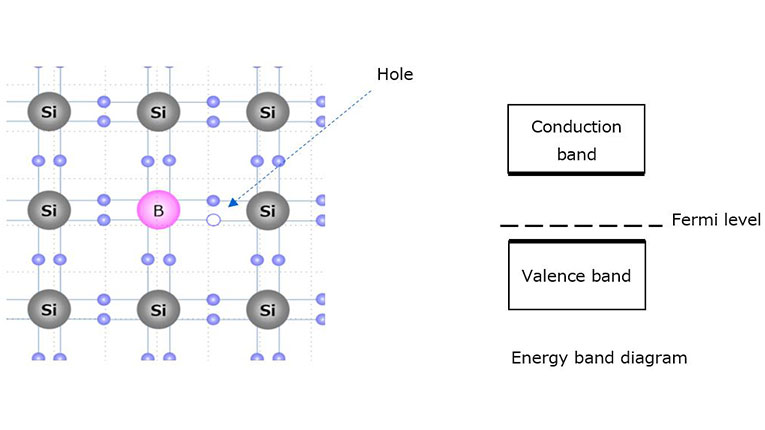 Hole
Si Si Si
Si B Si
Si Si Si
Conduction
band
Fermi level
Valence band
Energy band diagram